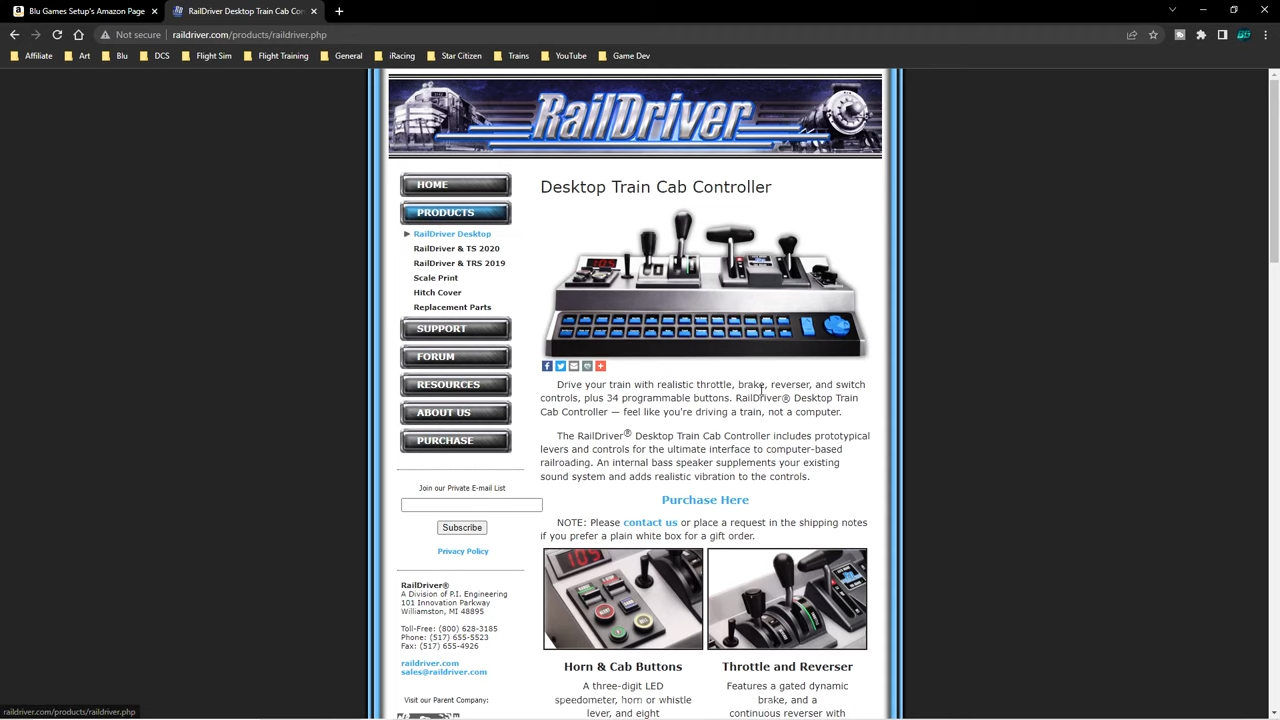 Blu Games Setup's Amazon Page
RailDriver Desktop Train Cab Con
Not secure
raildriver.com/products/raildriver.php
Affiliate
Art
Blu
DCS
Flight Sim
Flight Training
General
iRacing
Star Citizen
Trains
YouTube
Game Dev
RailDriver
HOME
PRODUCTS
RailDriver Desktop
RailDriver & TS 2020
RailDriver & TRS 2019
Scale Print
Hitch Cover
Replacement Parts
SUPPORT
FORUM
RESOURCES
ABOUT US
PURCHASE
Join our Private E-mail List
Subscribe
Privacy Policy
RailDriver®
A Division of P.I. Engineering
101 Innovation Parkway
Williamston, MI 48895
Toll-Free: (800) 628-3185
Phone: (517) 655-5523
Fax: (517) 655-4926
raildriver.com
sales@raildriver.com
Visit our Parent Company:
Desktop Train Cab Controller
105
Drive your train with realistic throttle, brake, reverser, and switch
controls, plus 34 programmable buttons. RailDriver® Desktop Train
Cab Controller — feel like you're driving a train, not a computer.
The RailDriver® Desktop Train Cab Controller includes prototypical
levers and controls for the ultimate interface to computer-based
railroading. An internal bass speaker supplements your existing
sound system and adds realistic vibration to the controls.
Purchase Here
NOTE: Please contact us or place a request in the shipping notes
if you prefer a plain white box for a gift order.
105
Horn & Cab Buttons
A three-digit LED
speedometer, horn or whistle
lever, and eight
Throttle and Reverser
Features a gated dynamic
brake, and a
continuous reverser with
raildriver.com/products/raildriver.php